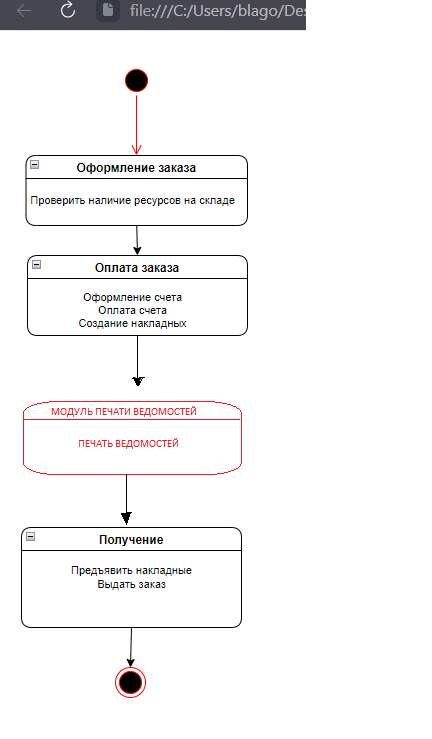 file:///C:/Users/blago/Des
Оформление заказа
Проверить наличие ресурсов на складе
Оплата заказа
Оформление счета
Оплата счета
Создание накладных
МОДУЛЬ ПЕЧАТИ ВЕДОМОСТЕЙ
ПЕЧАТЬ ВЕДОМОСТЕЙ
Получение
Предъявить накладные
Выдать заказ